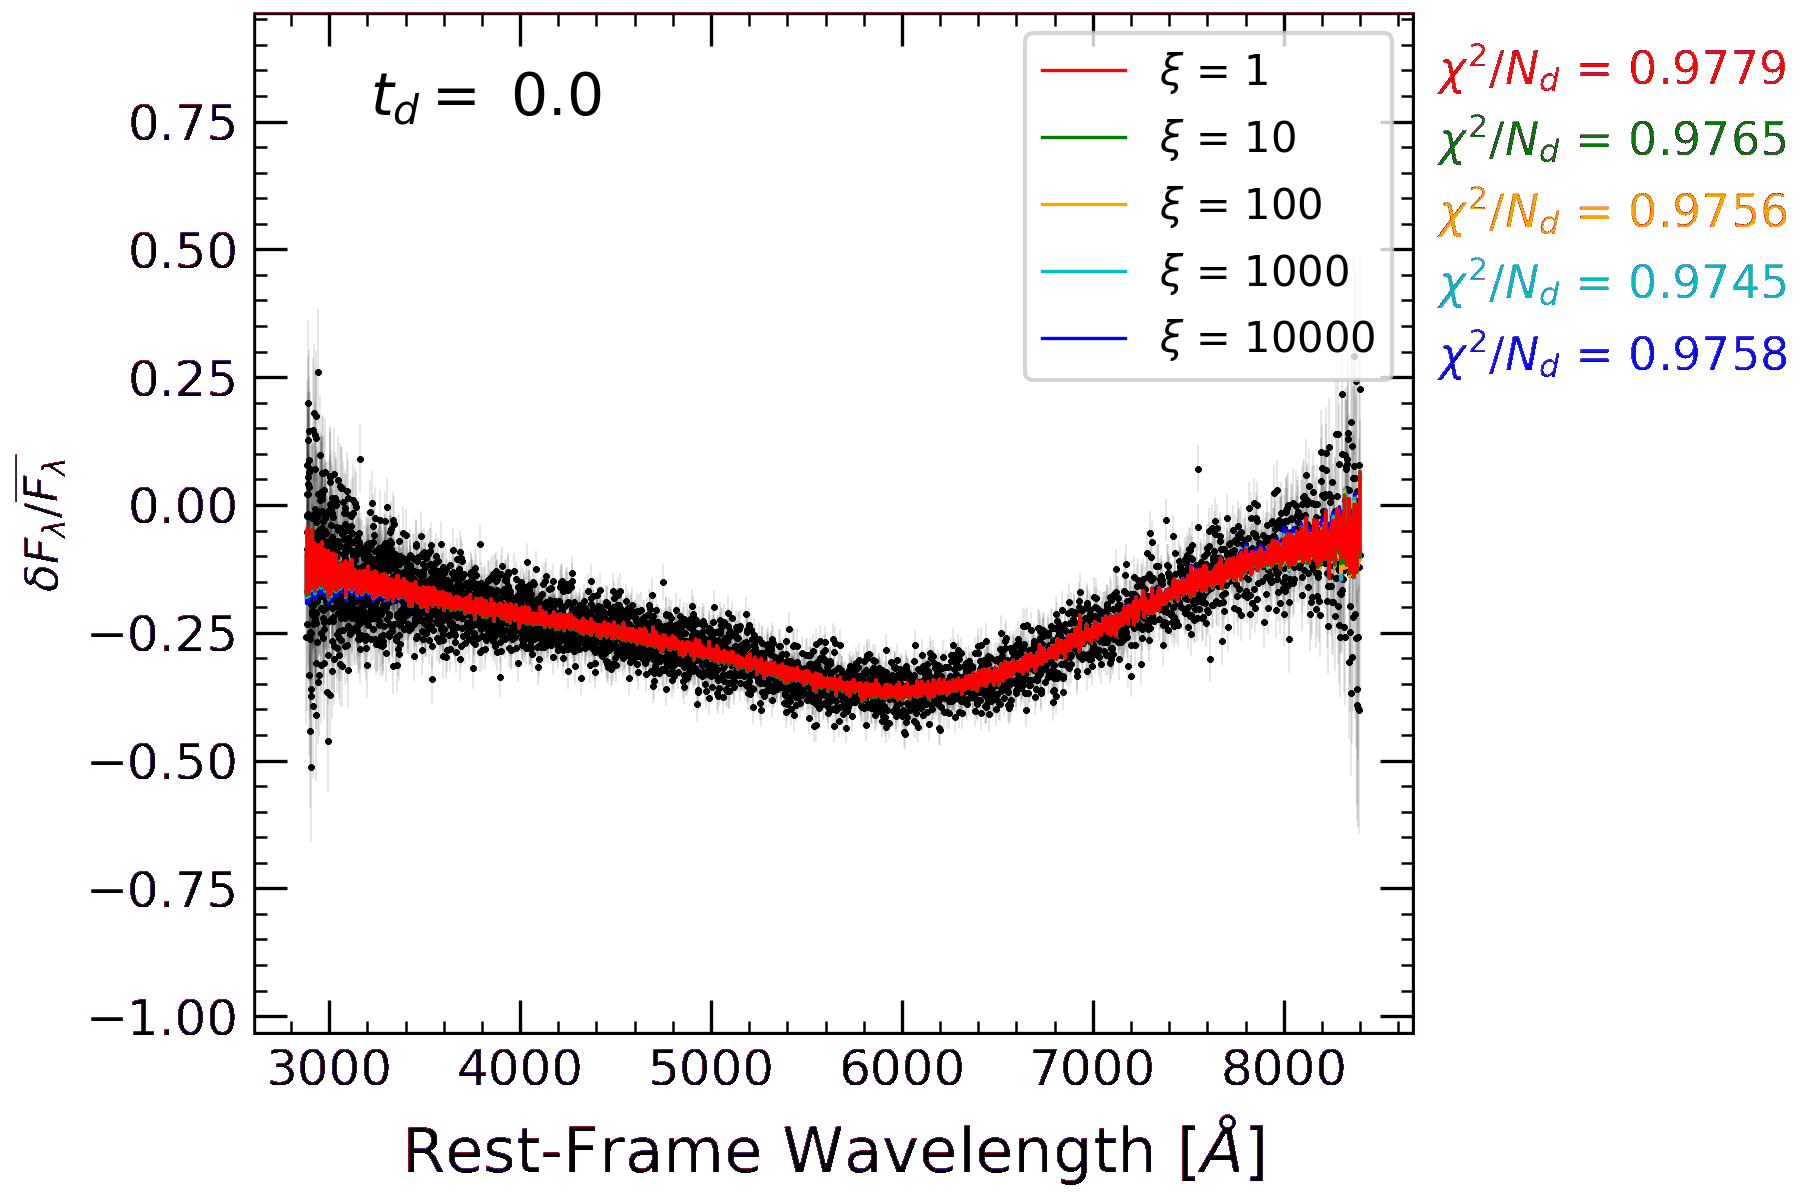 t_d = 0.0
ξ = 1
ξ = 10
ξ = 100
ξ = 1000
ξ = 10000
χ²/N_d = 0.9779
χ²/N_d = 0.9765
χ²/N_d = 0.9756
χ²/N_d = 0.9745
χ²/N_d = 0.9758
0.75
0.50
0.25
0.00
−0.25
−0.50
−0.75
−1.00
δF_λ/F̅_λ
3000 4000 5000 6000 7000 8000
Rest-Frame Wavelength [Å]